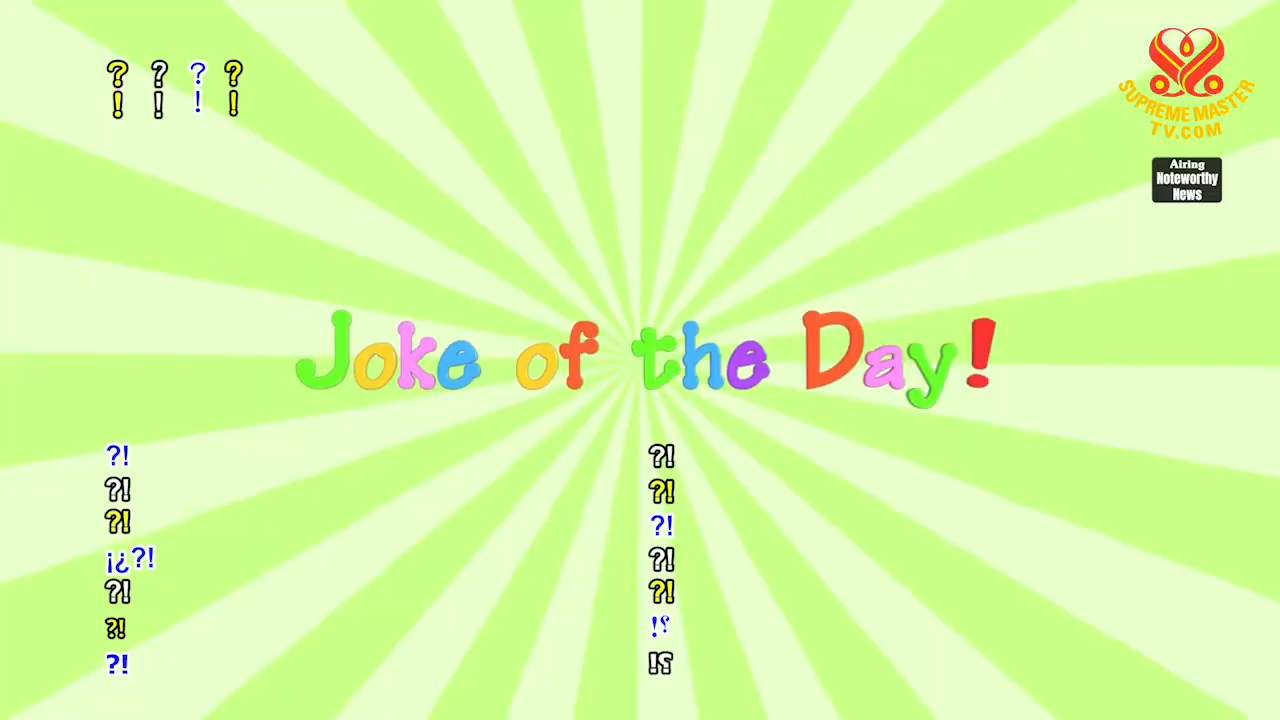 ? ? ? ?
! ! ! !
SUPREME MASTER
TV.COM
Airing
Noteworthy
News
Joke of the Day!
?!
?!
?!
¡¿?!
?!
?!
?!
?!
?!
?!
?!
?!
!؟
!؟